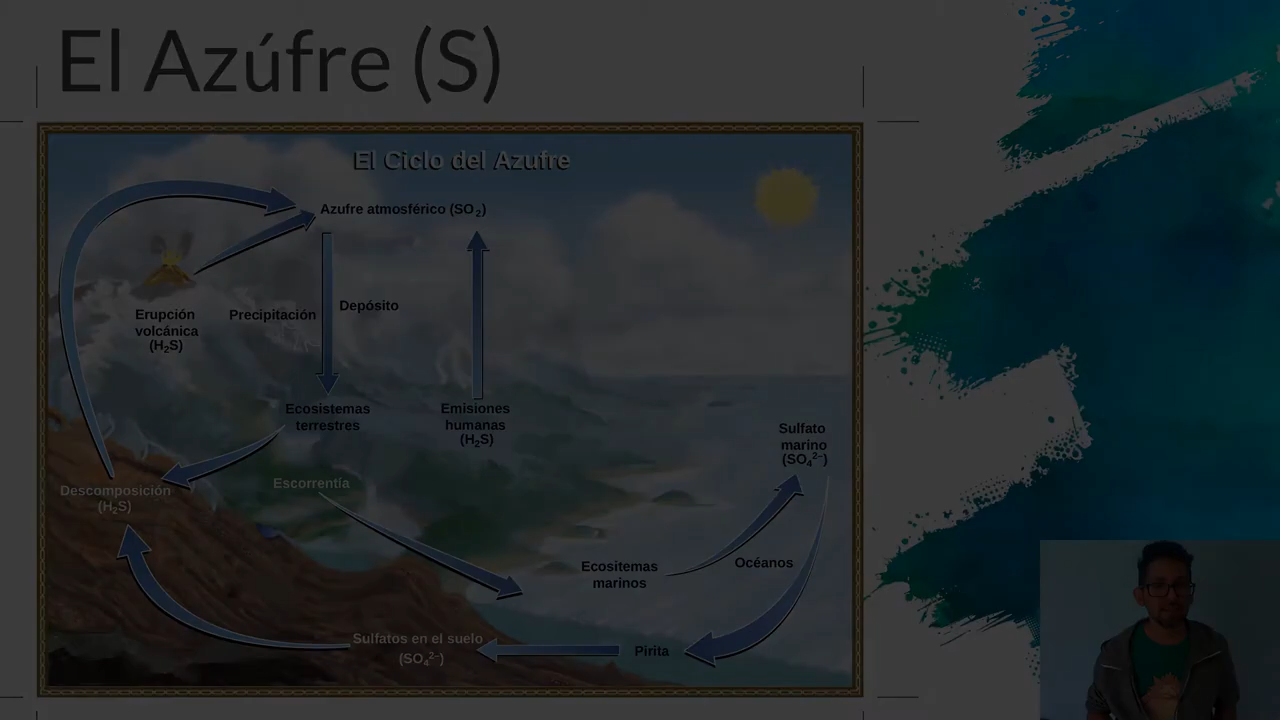 El Azúfre (S)
El Ciclo del Azufre
Azufre atmosférico (SO₂)
Erupción
volcánica
(H₂S)
Precipitación
Depósito
Ecosistemas
terrestres
Emisiones
humanas
(H₂S)
Sulfato
marino
(SO₄²⁻)
Descomposición
(H₂S)
Escorrentía
Ecositemas
marinos
Océanos
Sulfatos en el suelo
(SO₄²⁻)
Pirita